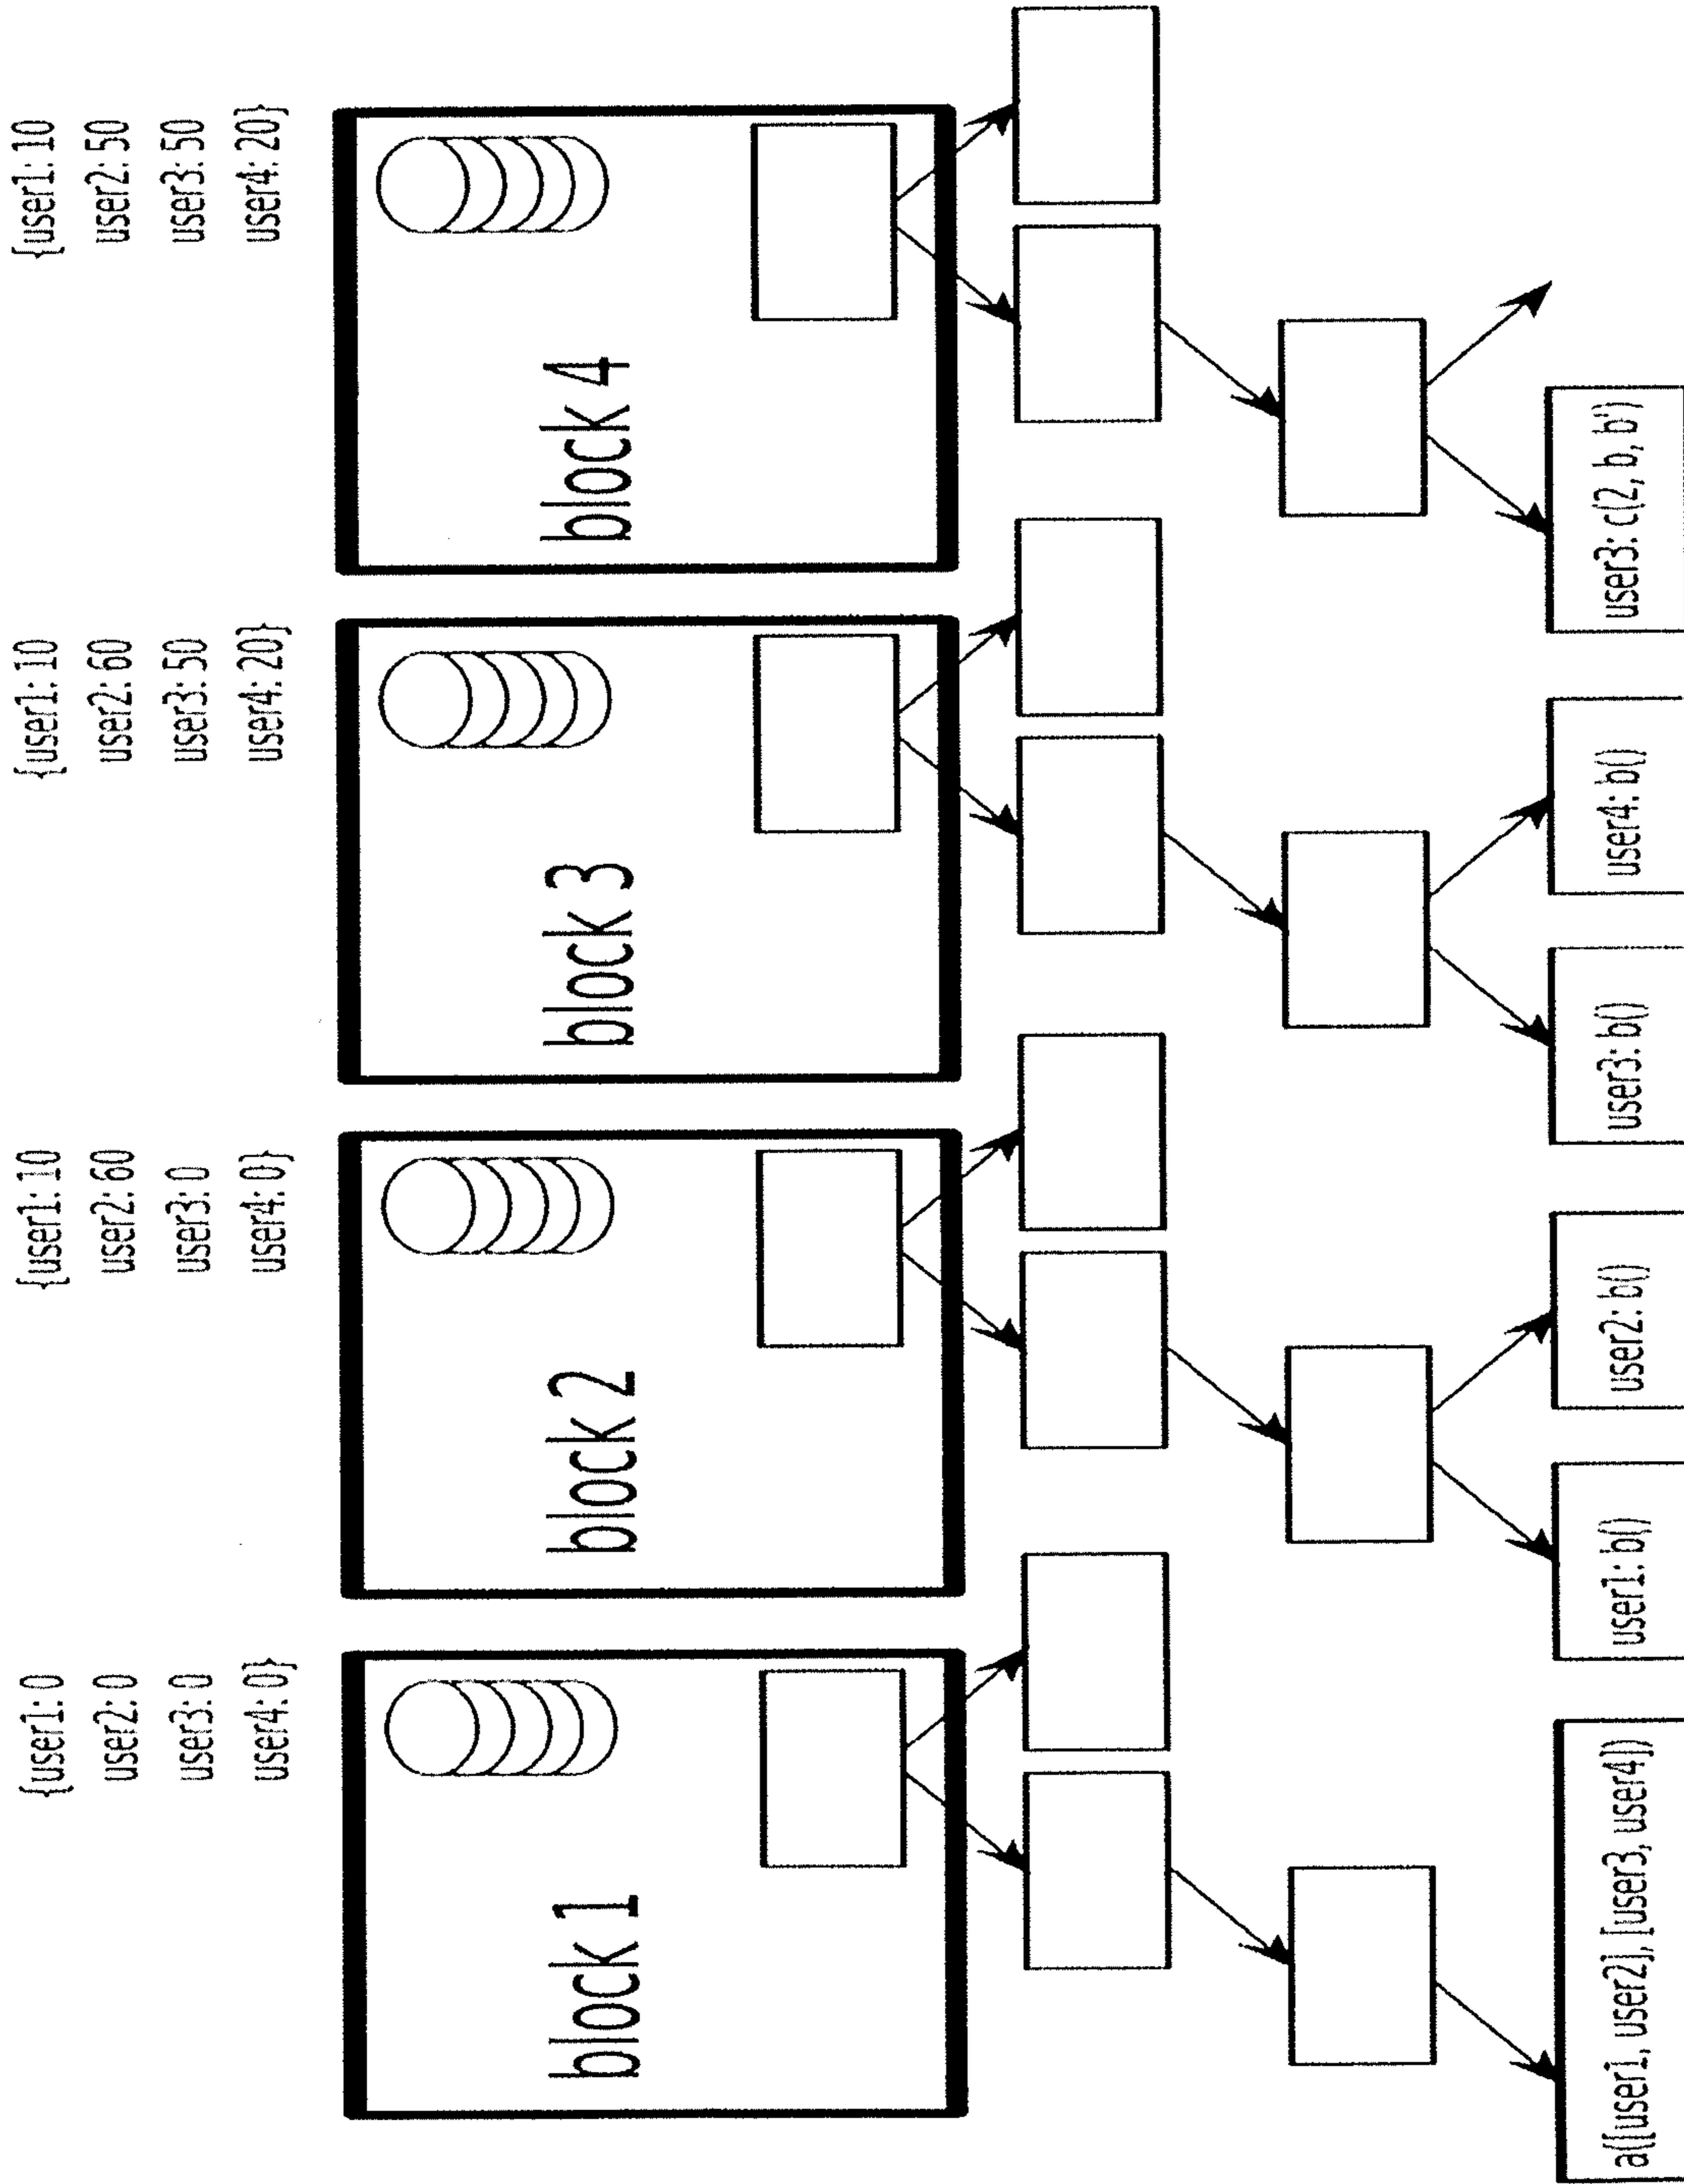 {user1: 0
user2: 0
user3: 0
user4: 0}
{user1: 10
user2: 60
user3: 0
user4: 0}
{user1: 10
user2: 60
user3: 50
user4: 20}
{user1: 10
user2: 50
user3: 50
user4: 20}
block 1
block 2
block 3
block 4
a([user1, user2], [user3, user4])
user1: b()
user2: b()
user3: b()
user4: b()
user3: c(2, b, b')